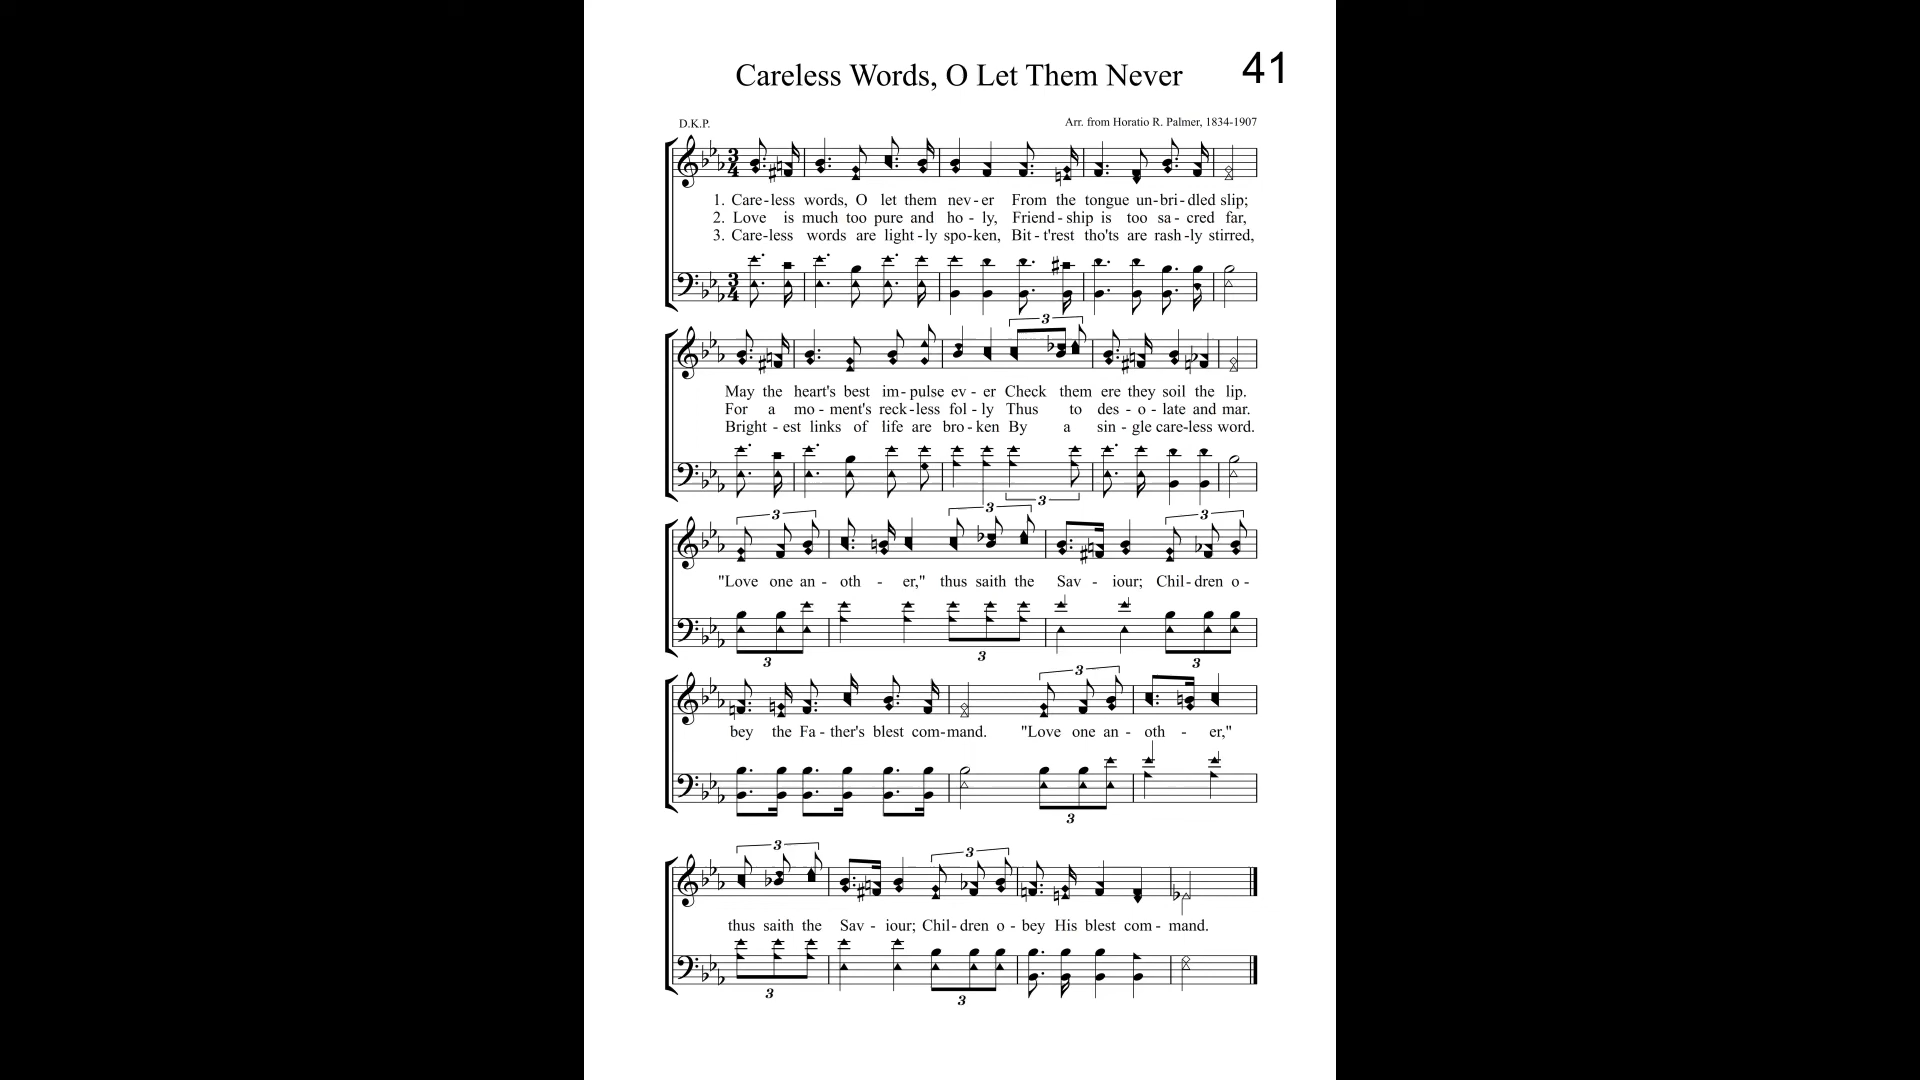 Careless Words, O Let Them Never
41
D.K.P.
Arr. from Horatio R. Palmer, 1834-1907
1. Care - less words, O let them nev - er From the tongue un - bri - dled slip;
2. Love is much too pure and ho - ly, Friend - ship is too sa - cred far,
3. Care - less words are light - ly spo - ken, Bit - t'rest tho'ts are rash - ly stirred,
3
May the heart's best im - pulse ev - er Check them ere they soil the lip.
For a mo - ment's reck - less fol - ly Thus to des - o - late and mar.
Bright - est links of life are bro - ken By a sin - gle care - less word.
3
3 3 3
"Love one an - oth - er," thus saith the Sav - iour; Chil - dren o -
3 3 3
3
bey the Fa - ther's blest com - mand. "Love one an - oth - er,"
3
3 3
thus saith the Sav - iour; Chil - dren o - bey His blest com - mand.
3 3